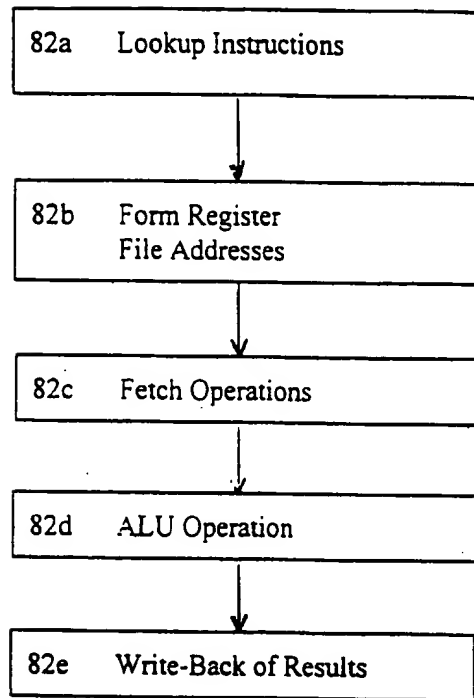 82a Lookup Instructions
82b Form Register
File Addresses
82c Fetch Operations
82d ALU Operation
82e Write-Back of Results